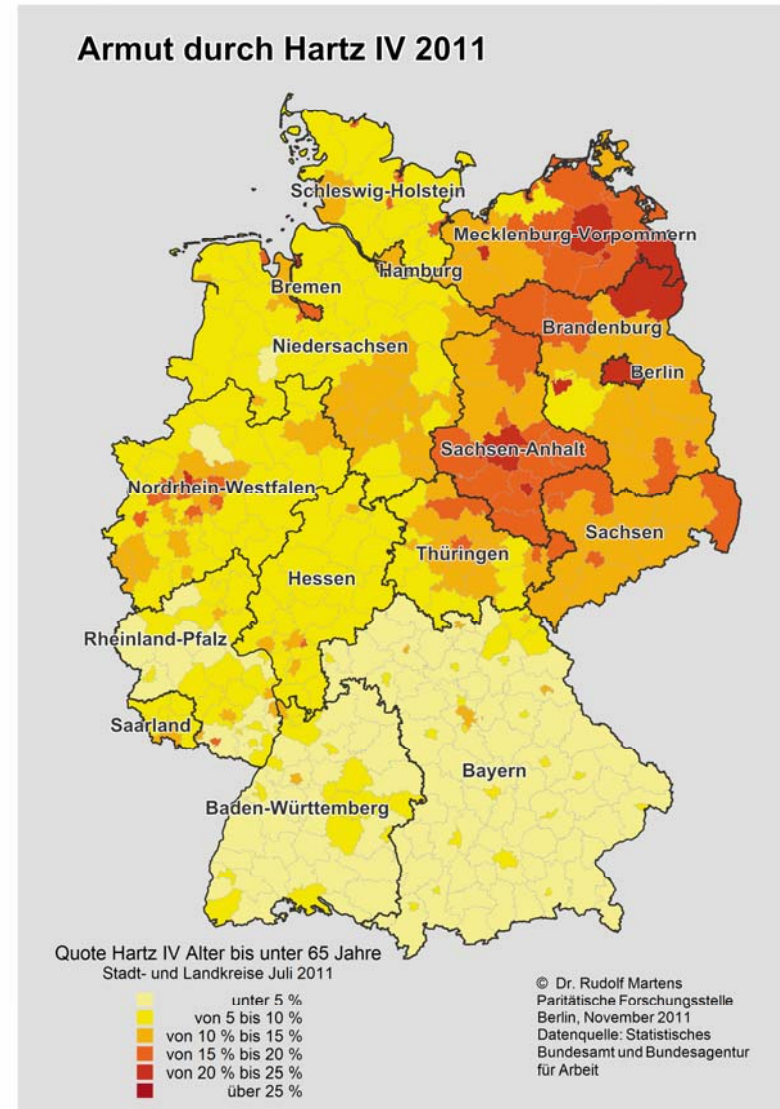 Armut durch Hartz IV 2011
Schleswig-Holstein
Mecklenburg-Vorpommern
Hamburg
Bremen
Brandenburg
Niedersachsen
Berlin
Sachsen-Anhalt
Nordrhein-Westfalen
Sachsen
Thüringen
Hessen
Rheinland-Pfalz
Saarland
Bayern
Baden-Württemberg
Quote Hartz IV Alter bis unter 65 Jahre
Stadt- und Landkreise Juli 2011
unter 5 %
von 5 bis 10 %
von 10 % bis 15 %
von 15 % bis 20 %
von 20 % bis 25 %
über 25 %
© Dr. Rudolf Martens
Paritätische Forschungsstelle
Berlin, November 2011
Datenquelle: Statistisches
Bundesamt und Bundesagentur
für Arbeit